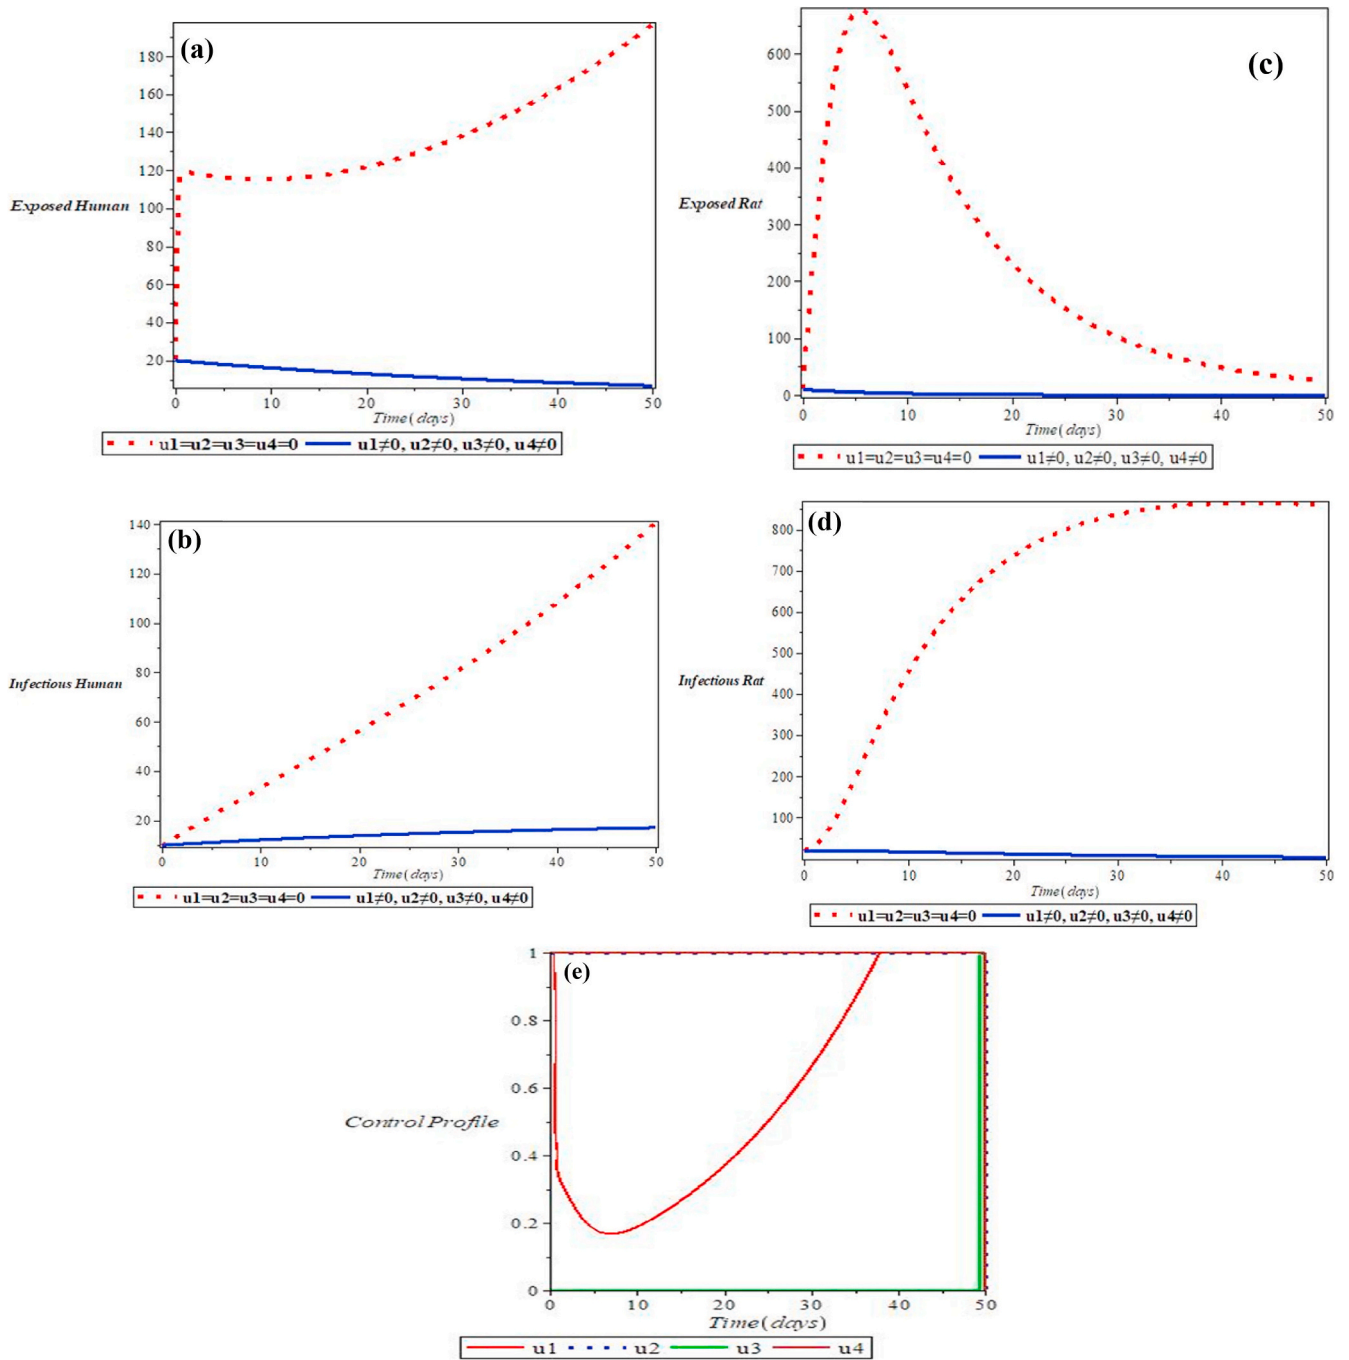 (a)
180
160
140
120
100
80
60
40
20
Exposed Human
0 10 20 30 40 50
Time(days)
u1=u2=u3=u4=0 u1≠0, u2≠0, u3≠0, u4≠0
(c)
600
500
400
300
200
100
0
Exposed Rat
0 10 20 30 40 50
Time(days)
u1=u2=u3=u4=0 u1≠0, u2≠0, u3≠0, u4≠0
(b)
140
120
100
80
60
40
20
Infectious Human
0 10 20 30 40 50
Time(days)
u1=u2=u3=u4=0 u1≠0, u2≠0, u3≠0, u4≠0
(d)
800
700
600
500
400
300
200
100
Infectious Rat
0 10 20 30 40 50
Time(days)
u1=u2=u3=u4=0 u1≠0, u2≠0, u3≠0, u4≠0
(e)
1
0.8
0.6
0.4
0.2
0
Control Profile
0 10 20 30 40 50
Time(days)
u1 u2 u3 u4